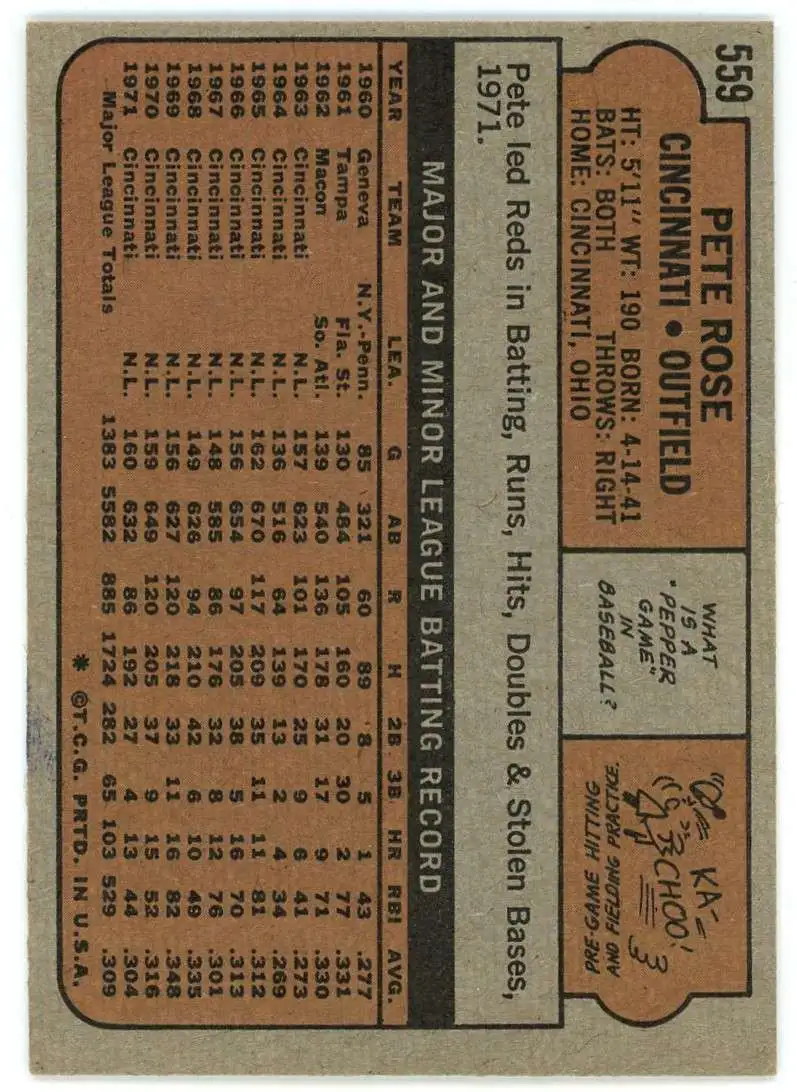 559
PETE ROSE
CINCINNATI • OUTFIELD
HT: 5'11" WT: 190 BORN: 4-14-41
BATS: BOTH THROWS: RIGHT
HOME: CINCINNATI, OHIO
WHAT
IS A
"PEPPER
GAME"
IN
BASEBALL?
KA-
CHOO!
PRE-GAME HITTING
AND FIELDING PRACTICE.
Pete led Reds in Batting, Runs, Hits, Doubles & Stolen Bases,
1971.
MAJOR AND MINOR LEAGUE BATTING RECORD
YEAR TEAM LEA. G AB R H 2B 3B HR RBI AVG.
1960 Geneva N.Y.-Penn. 85 321 60 89 8 5 1 43 .277
1961 Tampa Fla. St. 130 484 105 160 20 30 2 77 .331
1962 Macon So. Atl. 139 540 136 178 31 17 9 71 .330
1963 Cincinnati N.L. 157 623 101 170 25 9 6 41 .273
1964 Cincinnati N.L. 136 516 64 139 13 2 4 34 .269
1965 Cincinnati N.L. 162 670 117 209 35 11 11 81 .312
1966 Cincinnati N.L. 156 654 97 205 38 5 16 70 .313
1967 Cincinnati N.L. 148 585 86 176 32 8 12 76 .301
1968 Cincinnati N.L. 149 626 94 210 42 6 10 49 .335
1969 Cincinnati N.L. 156 627 120 218 33 11 16 82 .348
1970 Cincinnati N.L. 159 649 120 205 37 9 15 52 .316
1971 Cincinnati N.L. 160 632 86 192 27 4 13 44 .304
Major League Totals 1383 5582 885 1724 282 65 103 529 .309
* ©T.C.G. PRTD. IN U.S.A.